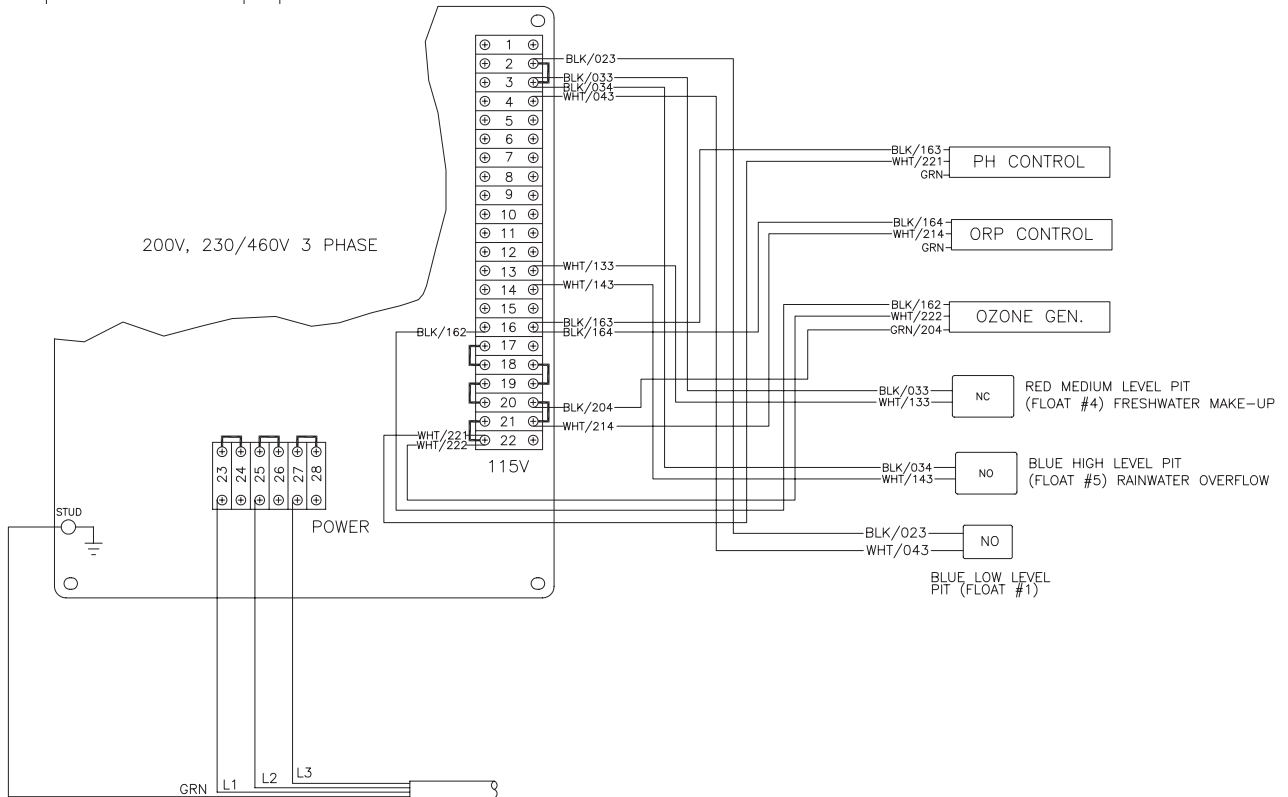 200V, 230/460V 3 PHASE
1
2
3
4
5
6
7
8
9
10
11
12
13
14
15
16
17
18
19
20
21
22
115V
BLK/023
BLK/033
BLK/034
WHT/043
WHT/133
WHT/143
BLK/163
BLK/164
BLK/162
BLK/204
WHT/214
WHT/221
WHT/222
BLK/163
WHT/221
GRN
PH CONTROL
BLK/164
WHT/214
GRN
ORP CONTROL
BLK/162
WHT/222
GRN/204
OZONE GEN.
BLK/033
WHT/133
NC
RED MEDIUM LEVEL PIT
(FLOAT #4) FRESHWATER MAKE-UP
BLK/034
WHT/143
NO
BLUE HIGH LEVEL PIT
(FLOAT #5) RAINWATER OVERFLOW
BLK/023
WHT/043
NO
BLUE LOW LEVEL
PIT (FLOAT #1)
23
24
25
26
27
28
POWER
STUD
GRN
L1
L2
L3